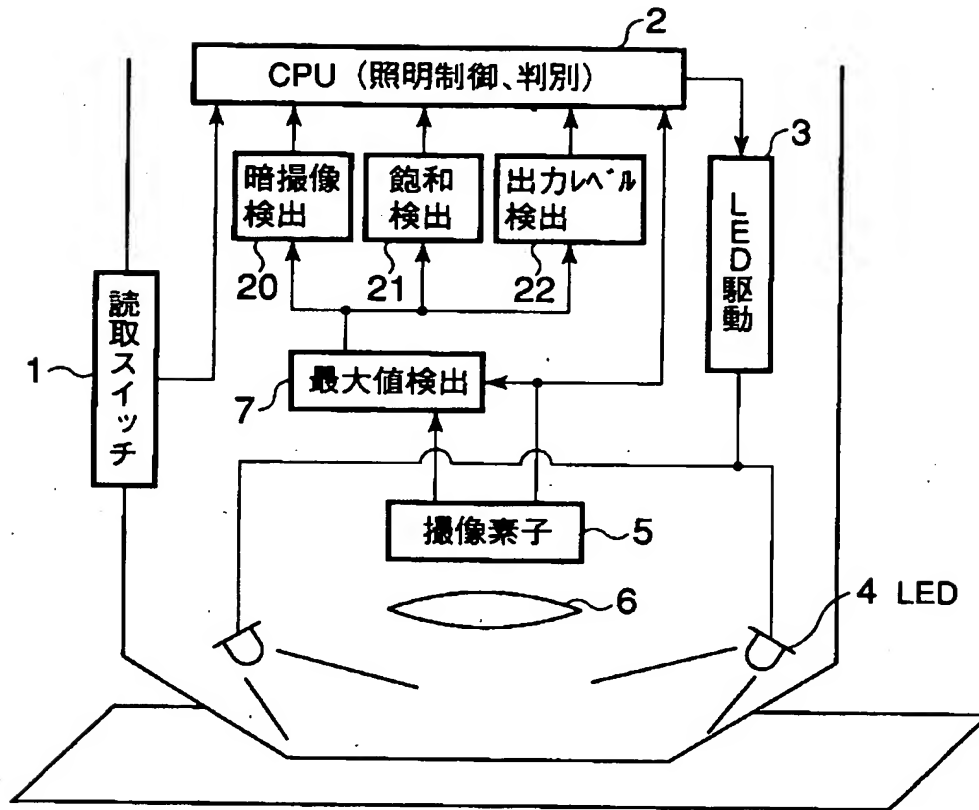 2
CPU (照明制御、判別)
3
暗撮像
検出
飽和
検出
出力レベル
検出
LED駆動
20
21
22
読取スイッチ
1
最大値検出
7
撮像素子
5
6
4 LED